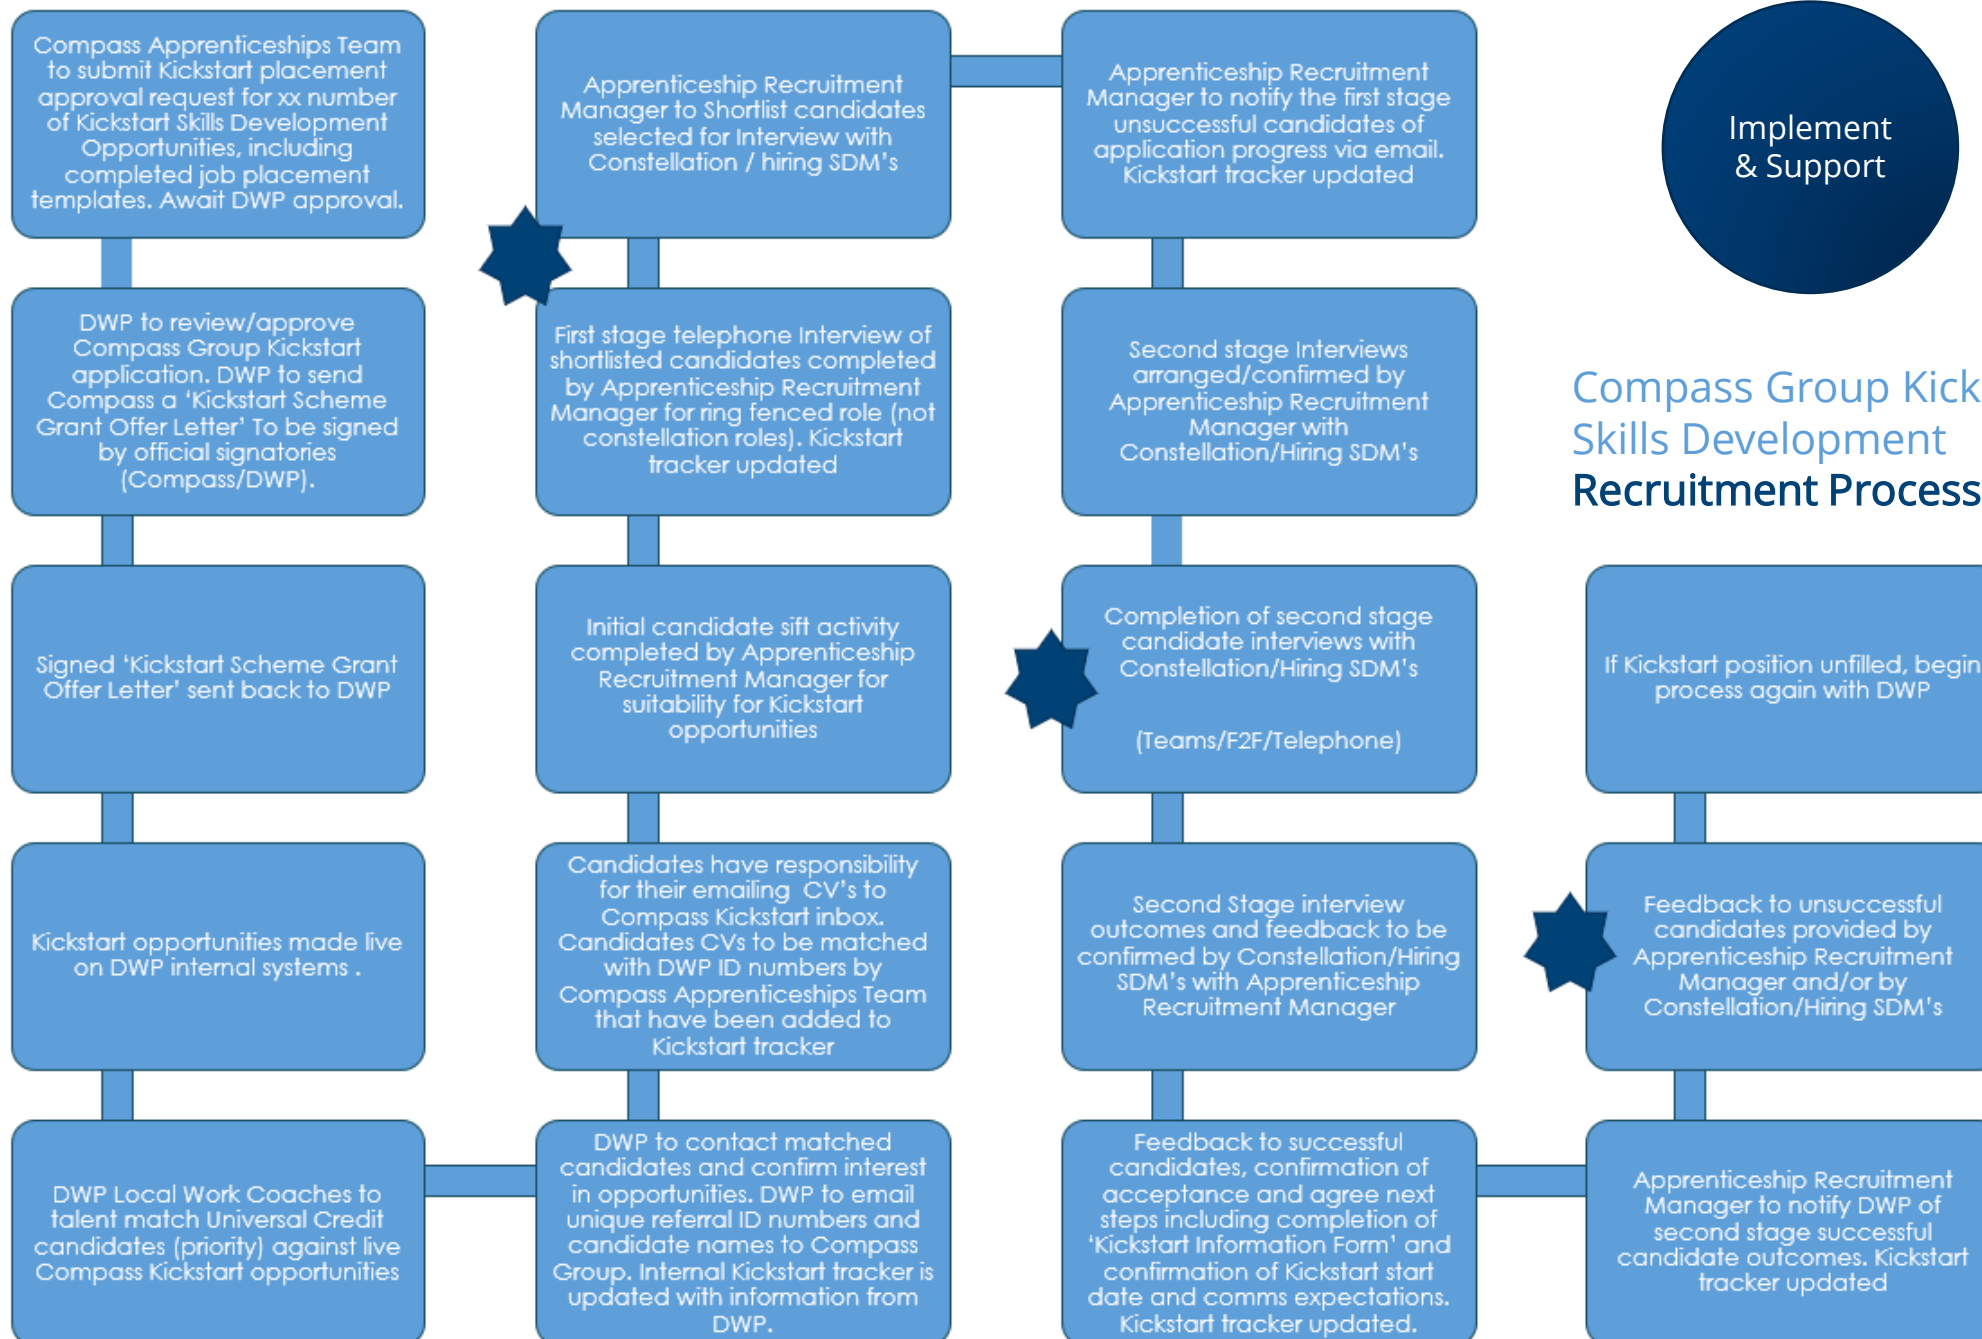 Compass Apprenticeships Team
to submit Kickstart placement
approval request for xx number
of Kickstart Skills Development
Opportunities, including
completed job placement
templates. Await DWP approval.
DWP to review/approve
Compass Group Kickstart
application. DWP to send
Compass a ‘Kickstart Scheme
Grant Offer Letter’ To be signed
by official signatories
(Compass/DWP).
Signed ‘Kickstart Scheme Grant
Offer Letter’ sent back to DWP
Kickstart opportunities made live
on DWP internal systems .
DWP Local Work Coaches to
talent match Universal Credit
candidates (priority) against live
Compass Kickstart opportunities
DWP to contact matched
candidates and confirm interest
in opportunities. DWP to email
unique referral ID numbers and
candidate names to Compass
Group. Internal Kickstart tracker is
updated with information from
DWP.
Candidates have responsibility
for their emailing CV’s to
Compass Kickstart inbox.
Candidates CVs to be matched
with DWP ID numbers by
Compass Apprenticeships Team
that have been added to
Kickstart tracker
Initial candidate sift activity
completed by Apprenticeship
Recruitment Manager for
suitability for Kickstart
opportunities
First stage telephone Interview of
shortlisted candidates completed
by Apprenticeship Recruitment
Manager for ring fenced role (not
constellation roles). Kickstart
tracker updated
Apprenticeship Recruitment
Manager to Shortlist candidates
selected for Interview with
Constellation / hiring SDM’s
Apprenticeship Recruitment
Manager to notify the first stage
unsuccessful candidates of
application progress via email.
Kickstart tracker updated
Second stage Interviews
arranged/confirmed by
Apprenticeship Recruitment
Manager with
Constellation/Hiring SDM’s
Completion of second stage
candidate interviews with
Constellation/Hiring SDM’s
(Teams/F2F/Telephone)
Second Stage interview
outcomes and feedback to be
confirmed by Constellation/Hiring
SDM’s with Apprenticeship
Recruitment Manager
Feedback to successful
candidates, confirmation of
acceptance and agree next
steps including completion of
‘Kickstart Information Form’ and
confirmation of Kickstart start
date and comms expectations.
Kickstart tracker updated.
Apprenticeship Recruitment
Manager to notify DWP of
second stage successful
candidate outcomes. Kickstart
tracker updated
Feedback to unsuccessful
candidates provided by
Apprenticeship Recruitment
Manager and/or by
Constellation/Hiring SDM’s
If Kickstart position unfilled, begin
process again with DWP
Implement
& Support
Compass Group Kick
Skills Development
Recruitment Process